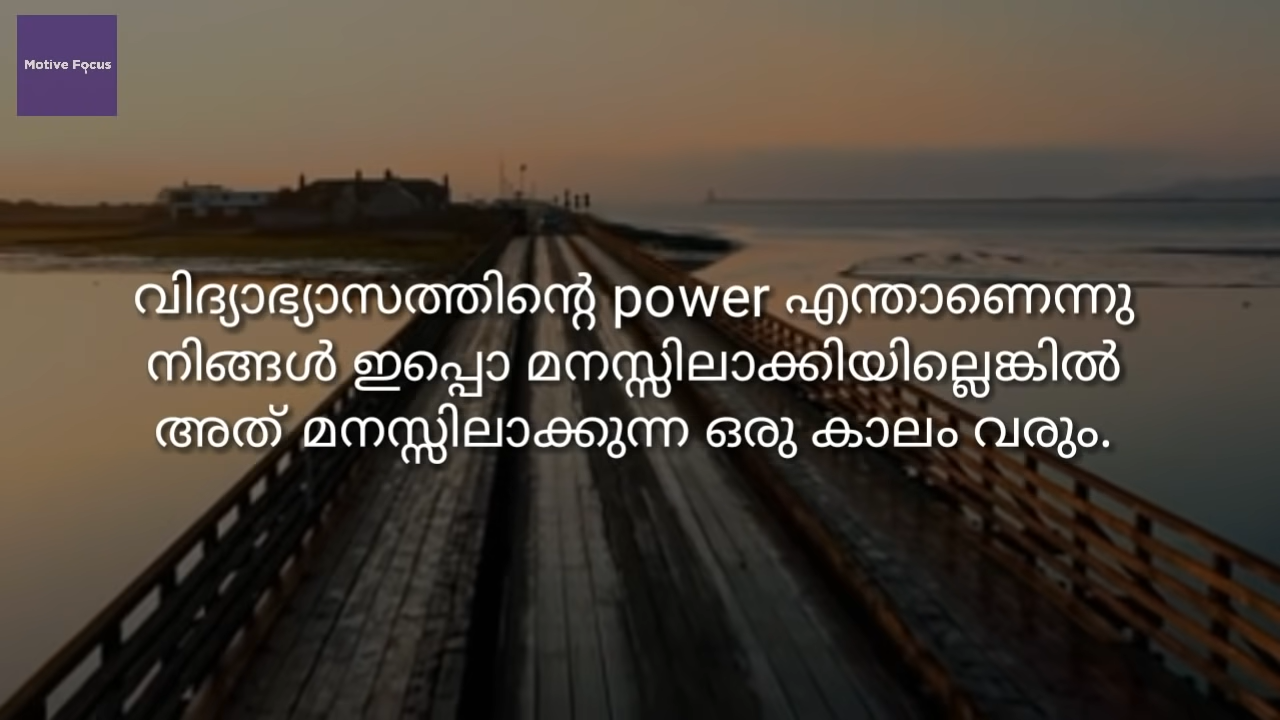 Motive Focus
വിദ്യാഭ്യാസത്തിന്റെ power എന്താണെന്നു
നിങ്ങൾ ഇപ്പൊ മനസ്സിലാക്കിയില്ലെങ്കിൽ
അത് മനസ്സിലാക്കുന്ന ഒരു കാലം വരും.